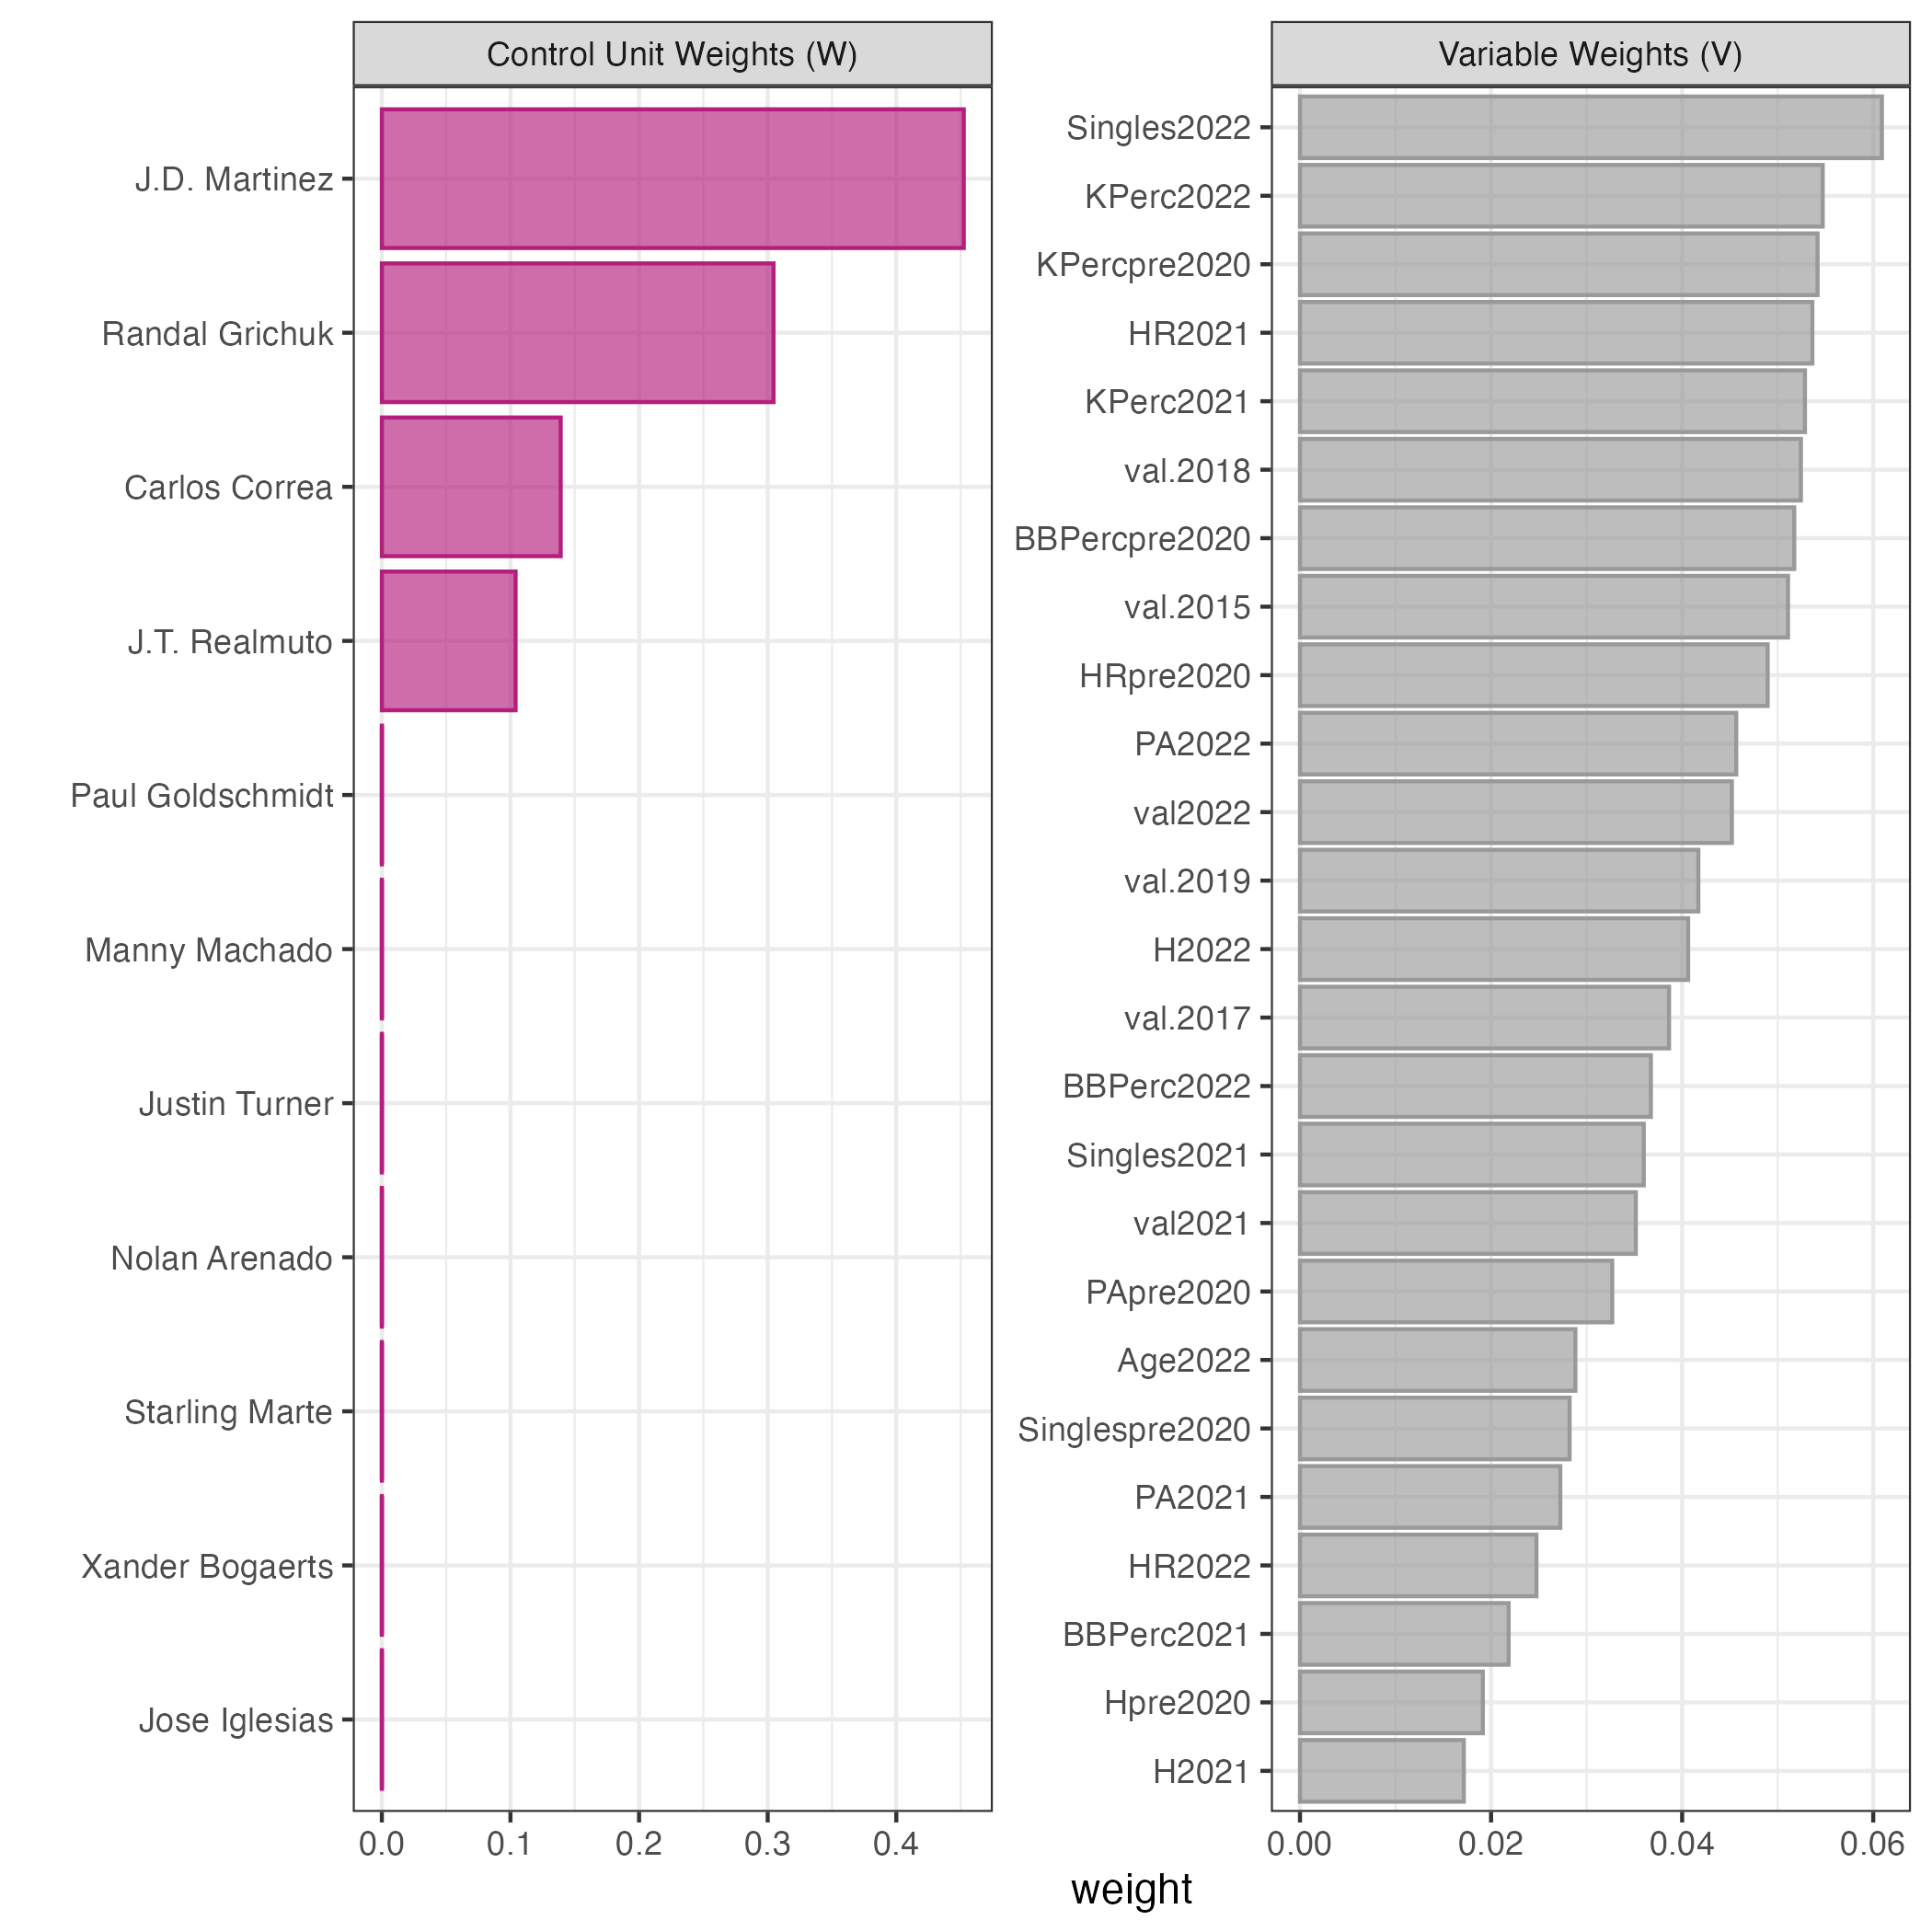 Control Unit Weights (W)
J.D. Martinez
Randal Grichuk
Carlos Correa
J.T. Realmuto
Paul Goldschmidt
Manny Machado
Justin Turner
Nolan Arenado
Starling Marte
Xander Bogaerts
Jose Iglesias
0.0 0.1 0.2 0.3 0.4
Variable Weights (V)
Singles2022
KPerc2022
KPercpre2020
HR2021
KPerc2021
val.2018
BBPercpre2020
val.2015
HRpre2020
PA2022
val2022
val.2019
H2022
val.2017
BBPerc2022
Singles2021
val2021
PApre2020
Age2022
Singlespre2020
PA2021
HR2022
BBPerc2021
Hpre2020
H2021
0.00 0.02 0.04 0.06
weight